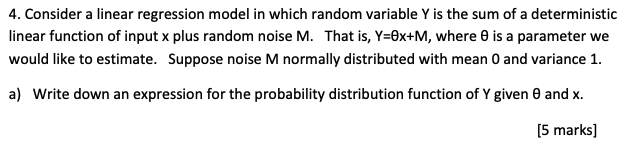 4. Consider a linear regression model in which random variable Y is the sum of a deterministic
linear function of input x plus random noise M.  That is, Y=θx+M, where θ is a parameter we
would like to estimate.  Suppose noise M normally distributed with mean 0 and variance 1.
a) Write down an expression for the probability distribution function of Y given θ and x.
[5 marks]